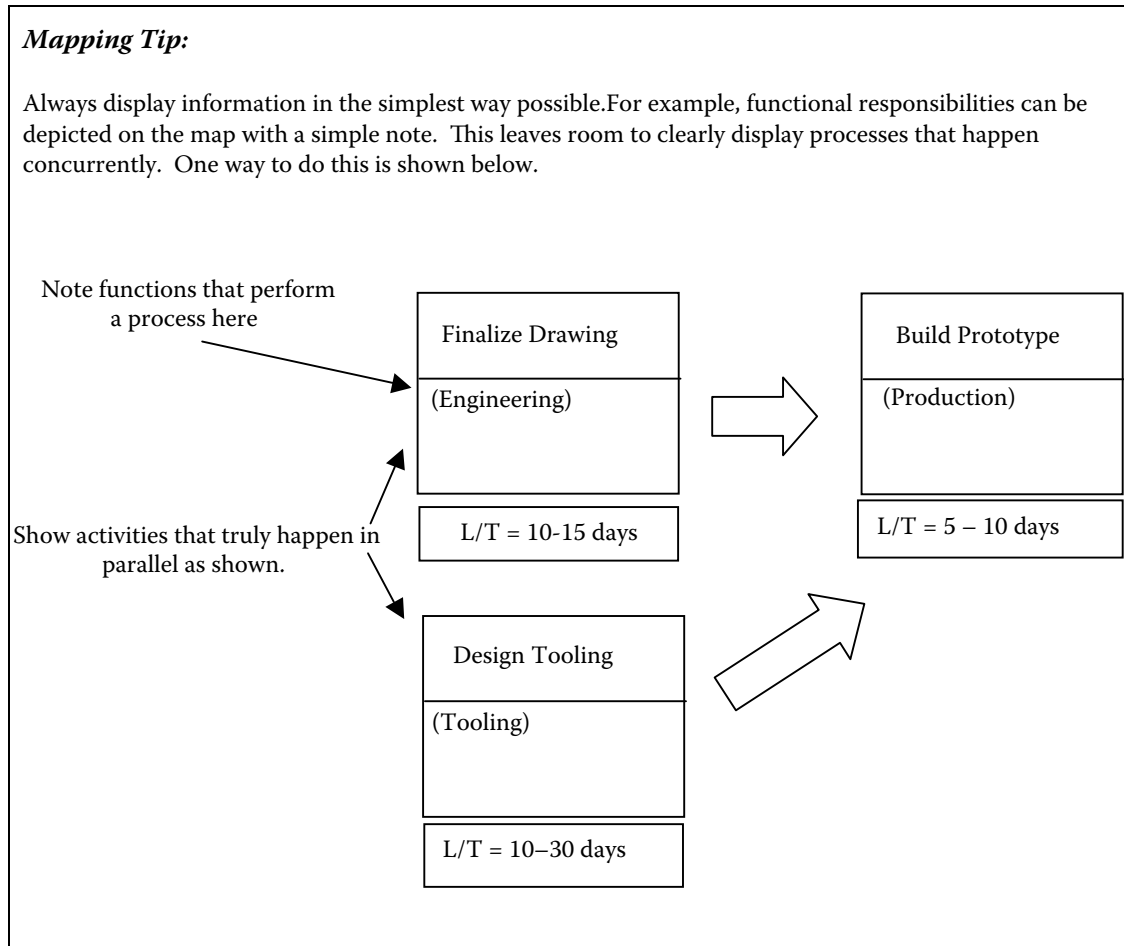 Mapping Tip:
Always display information in the simplest way possible.For example, functional responsibilities can be
depicted on the map with a simple note. This leaves room to clearly display processes that happen
concurrently. One way to do this is shown below.
Note functions that perform
a process here
Finalize Drawing
(Engineering)
L/T = 10-15 days
Build Prototype
(Production)
L/T = 5 – 10 days
Show activities that truly happen in
parallel as shown.
Design Tooling
(Tooling)
L/T = 10–30 days